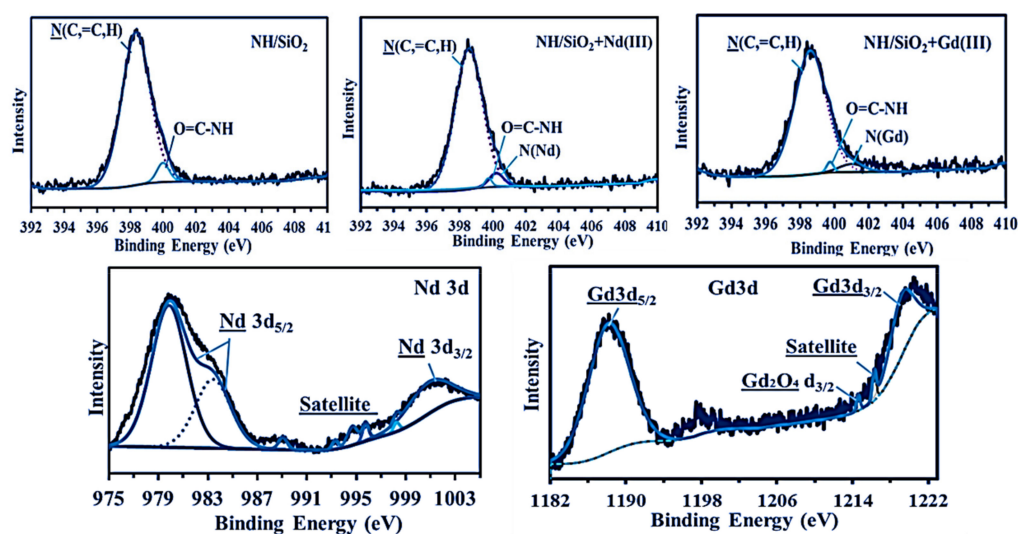 N(C,=C,H)
NH/SiO2
O=C-NH
Intensity
392 394 396 398 400 402 404 406 408 41
Binding Energy (eV)
N(C,=C,H)
NH/SiO2+Nd(III)
O=C-NH
N(Nd)
Intensity
392 394 396 398 400 402 404 406 408 410
Binding Energy (eV)
N(C,=C,H)
NH/SiO2+Gd(III)
O=C-NH
N(Gd)
Intensity
392 394 396 398 400 402 404 406 408 410
Binding Energy (eV)
Nd 3d
Nd 3d5/2
Nd 3d3/2
Satellite
Intensity
975 979 983 987 991 995 999 1003
Binding Energy (eV)
Gd3d5/2
Gd3d
Gd3d3/2
Satellite
Gd2O4 d3/2
Intensity
1182 1190 1198 1206 1214 1222
Binding Energy (eV)